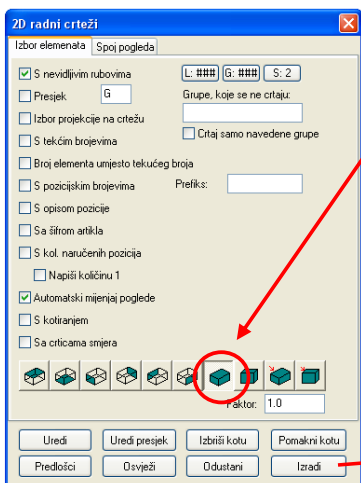 2D radni crteži
Izbor elemenata Spoj pogleda
S nevidljivim rubovima L: ### G: ### S: 2
Presjek G Grupe, koje se ne crtaju:
Izbor projekcije na crtežu
S tekćim brojevima Crtaj samo navedene grupe
Broj elementa umjesto tekućeg broja
S pozicijskim brojevima Prefiks:
S opisom pozicije
Sa šifrom artikla
S kol. naručenih pozicija
Napiši količinu 1
Automatski mijenjaj poglede
S kotiranjem
Sa crticama smjera
Faktor: 1.0
Uredi Uredi presjek Izbriši kotu Pomakni kotu
Predlošci Osvježi Odustani Izradi